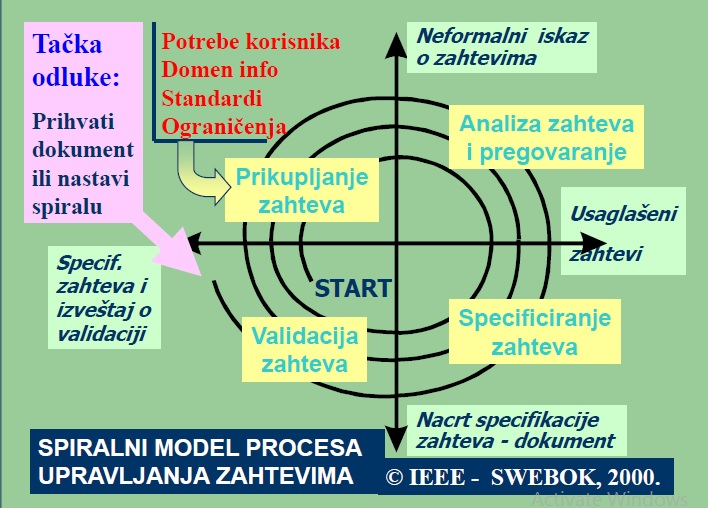 Tačka
odluke:
Prihvati
dokument
ili nastavi
spiralu
Potrebe korisnika
Domen info
Standardi
Ograničenja
Neformalni iskaz
o zahtevima
Analiza zahteva
i pregovaranje
Prikupljanje
zahteva
Usaglašeni
zahtevi
Specif.
zahteva i
izveštaj o
validaciji
START
Validacija
zahteva
Specificiranje
zahteva
Nacrt specifikacije
zahteva - dokument
SPIRALNI MODEL PROCESA
UPRAVLJANJA ZAHTEVIMA
© IEEE - SWEBOK, 2000.
Activate Windows